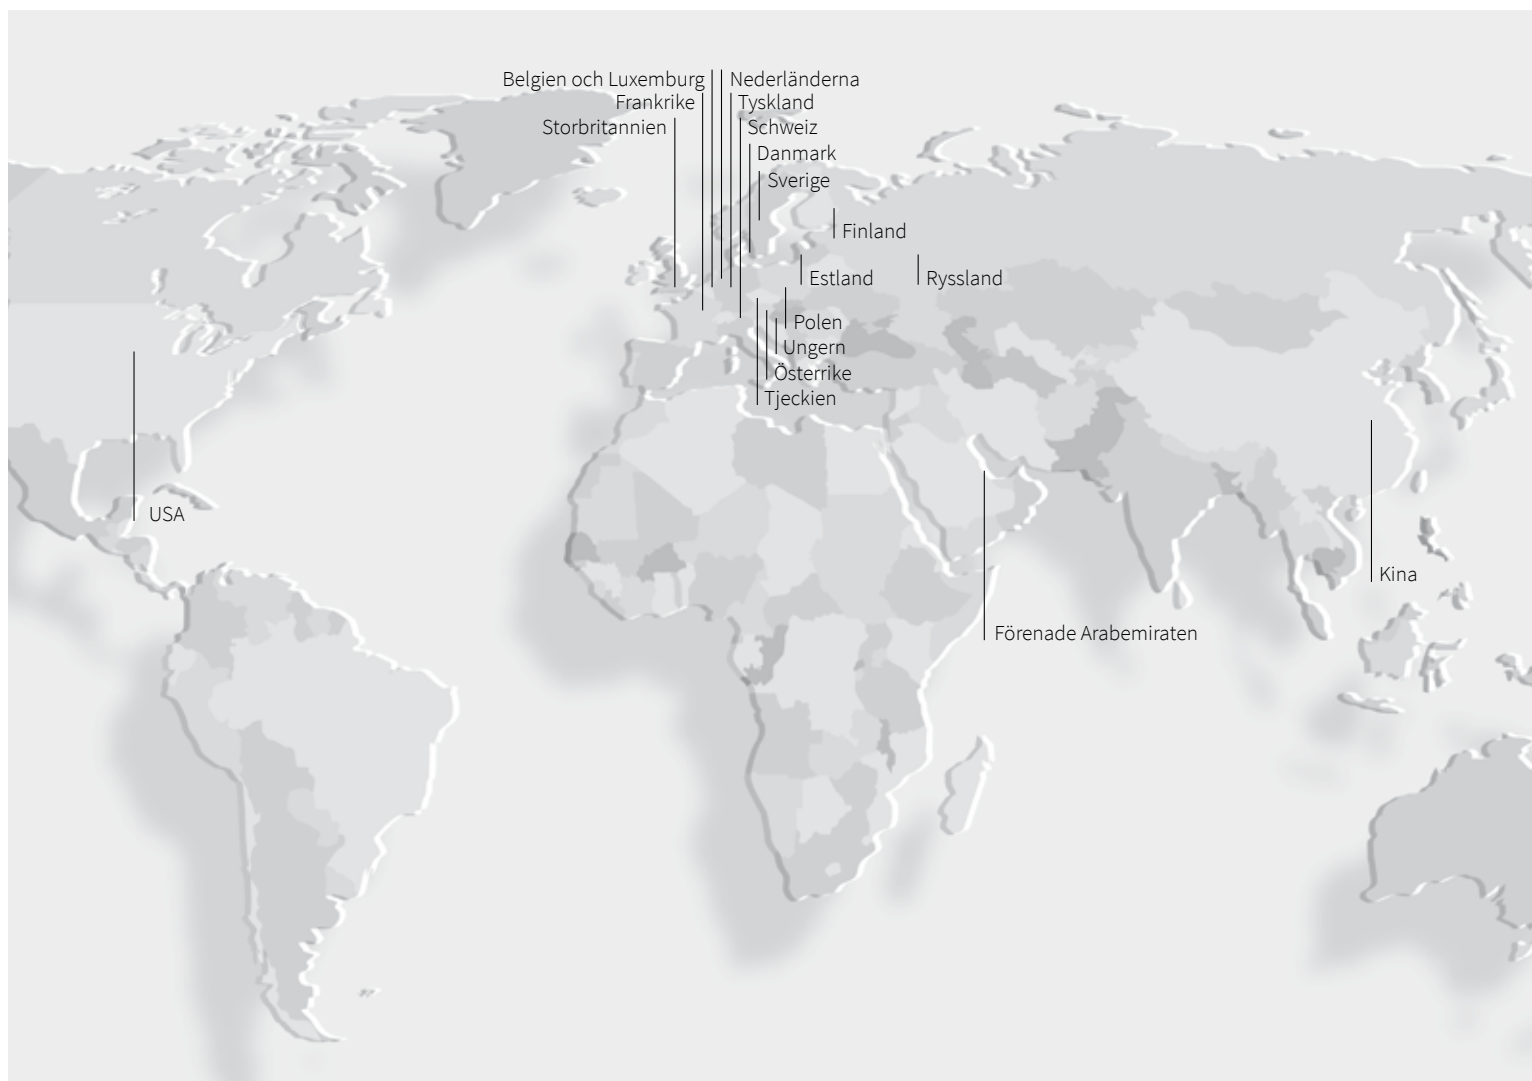 Belgien och Luxemburg
Nederländerna
Frankrike
Tyskland
Storbritannien
Schweiz
Danmark
Sverige
Finland
Estland
Ryssland
Polen
Ungern
Österrike
Tjeckien
USA
Kina
Förenade Arabemiraten